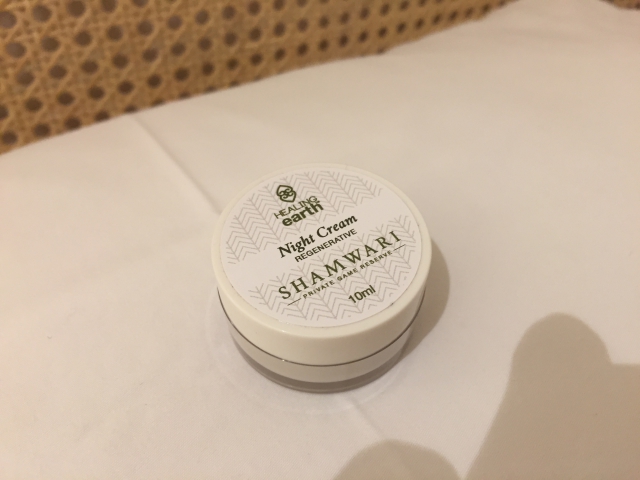 HEALING
earth
Night Cream
REGENERATIVE
SHAMWARI
PRIVATE GAME RESERVE
10ml